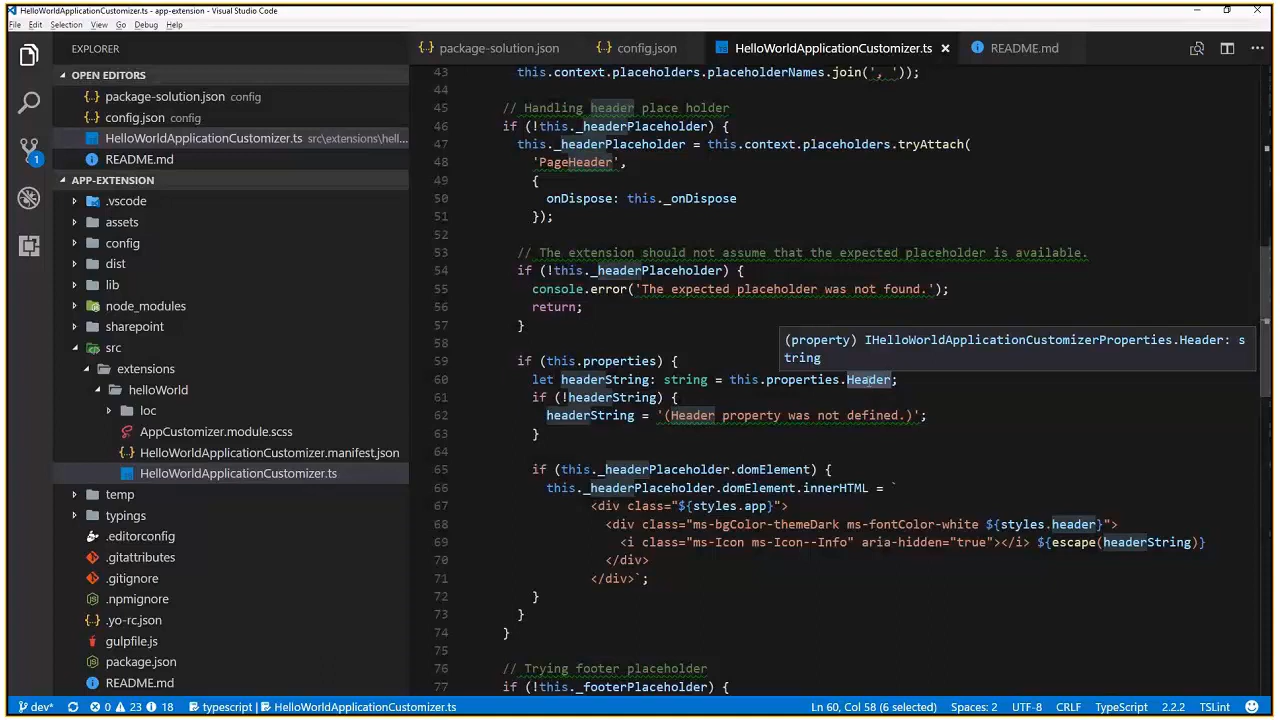 HelloWorldApplicationCustomizer.ts - app-extension - Visual Studio Code
File Edit Selection View Go Debug Help
EXPLORER
OPEN EDITORS
package-solution.json config
config.json config
HelloWorldApplicationCustomizer.ts src\extensions\hell...
README.md
APP-EXTENSION
.vscode
assets
config
dist
lib
node_modules
sharepoint
src
extensions
helloWorld
loc
AppCustomizer.module.scss
HelloWorldApplicationCustomizer.manifest.json
HelloWorldApplicationCustomizer.ts
temp
typings
.editorconfig
.gitattributes
.gitignore
.npmignore
.yo-rc.json
gulpfile.js
package.json
README.md
1
package-solution.json config.json HelloWorldApplicationCustomizer.ts README.md
43 this.context.placeholders.placeholderNames.join(', '));
44
45 // Handling header place holder
46 if (!this._headerPlaceholder) {
47 this._headerPlaceholder = this.context.placeholders.tryAttach(
48 'PageHeader',
49 {
50 onDispose: this._onDispose
51 });
52
53 // The extension should not assume that the expected placeholder is available.
54 if (!this._headerPlaceholder) {
55 console.error('The expected placeholder was not found.');
56 return;
57 }
58
(property) IHelloWorldApplicationCustomizerProperties.Header: s
tring
59 if (this.properties) {
60 let headerString: string = this.properties.Header;
61 if (!headerString) {
62 headerString = '(Header property was not defined.)';
63 }
64
65 if (this._headerPlaceholder.domElement) {
66 this._headerPlaceholder.domElement.innerHTML = `
67 <div class="${styles.app}">
68 <div class="ms-bgColor-themeDark ms-fontColor-white ${styles.header}">
69 <i class="ms-Icon ms-Icon--Info" aria-hidden="true"></i> ${escape(headerString)}
70 </div>
71 </div>`;
72 }
73 }
74 }
75
76 // Trying footer placeholder
77 if (!this._footerPlaceholder) {
dev* 0 23 18 typescript | HelloWorldApplicationCustomizer.ts Ln 60, Col 58 (6 selected) Spaces: 2 UTF-8 CRLF TypeScript 2.2.2 TSLint